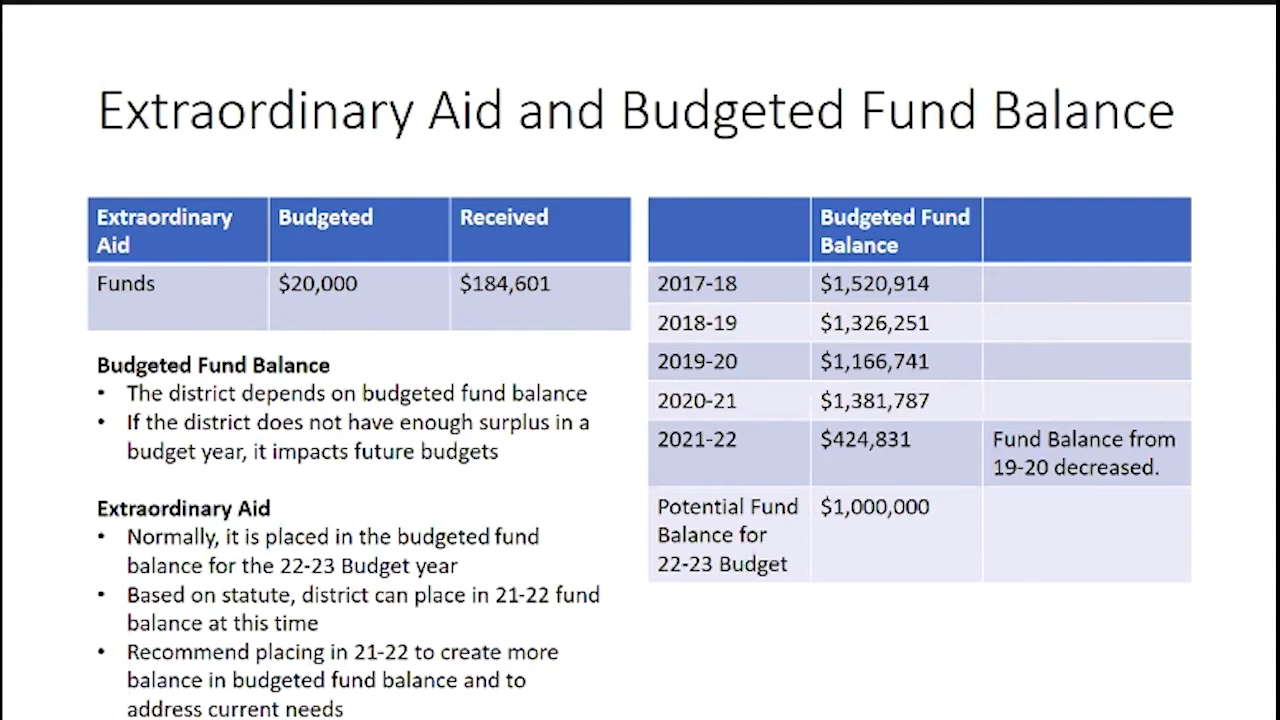 Extraordinary Aid and Budgeted Fund Balance
Extraordinary Aid Budgeted Received
Funds $20,000 $184,601
Budgeted Fund Balance
• The district depends on budgeted fund balance
• If the district does not have enough surplus in a
budget year, it impacts future budgets
Extraordinary Aid
• Normally, it is placed in the budgeted fund
balance for the 22-23 Budget year
• Based on statute, district can place in 21-22 fund
balance at this time
• Recommend placing in 21-22 to create more
balance in budgeted fund balance and to
address current needs
Budgeted Fund
Balance
2017-18 $1,520,914
2018-19 $1,326,251
2019-20 $1,166,741
2020-21 $1,381,787
2021-22 $424,831 Fund Balance from
19-20 decreased.
Potential Fund $1,000,000
Balance for
22-23 Budget